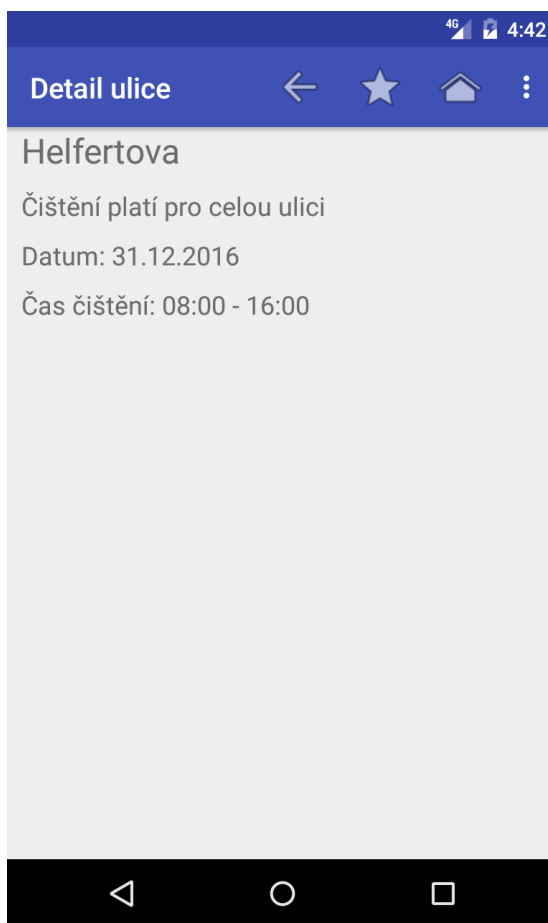 4G 4:42
Detail ulice
Helfertova
Čištění platí pro celou ulici
Datum: 31.12.2016
Čas čištění: 08:00 - 16:00